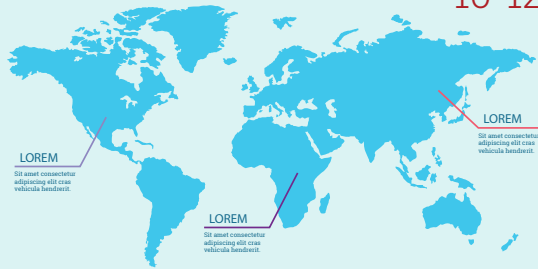 LOREM
Sit amet consectetur
adipiscing elit cras
vehicula hendrerit.
LOREM
Sit amet consectetur
adipiscing elit cras
vehicula hendrerit.
LOREM
Sit amet consectetur
adipiscing elit cras
vehicula hendrerit.